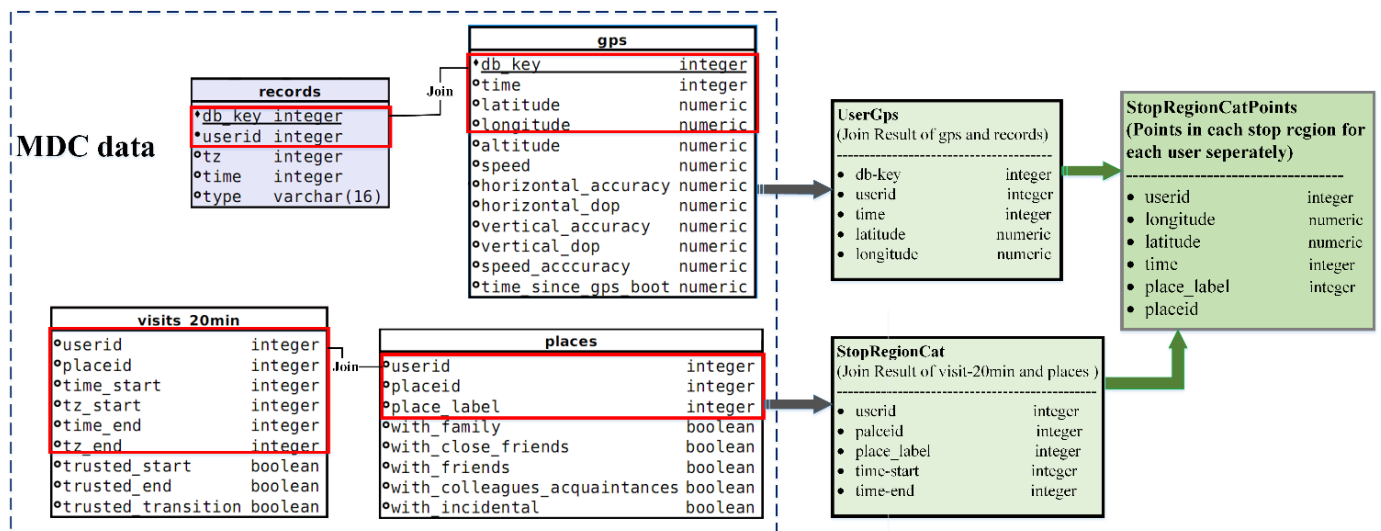 MDC data
records
db_key integer
userid integer
tz integer
time integer
type varchar(16)
Join
gps
db_key integer
time integer
latitude numeric
longitude numeric
altitude numeric
speed numeric
horizontal_accuracy numeric
horizontal_dop numeric
vertical_accuracy numeric
vertical_dop numeric
speed_acccuracy numeric
time_since_gps_boot numeric
visits_20min
userid integer
placeid integer
time_start integer
tz_start integer
time_end integer
tz_end integer
trusted_start boolean
trusted_end boolean
trusted_transition boolean
Join
places
userid integer
placeid integer
place_label integer
with_family boolean
with_close_friends boolean
with_friends boolean
with_colleagues_acquaintances boolean
with_incidental boolean
UserGps
(Join Result of gps and records)
------------------------------------
• db-key integer
• userid integer
• time integer
• latitude numeric
• longitude numeric
StopRegionCat
(Join Result of visit-20min and places )
------------------------------------
• userid integer
• palceid integer
• place_label integer
• time-start integer
• time-end integer
StopRegionCatPoints
(Points in each stop region for
each user seperately)
------------------------------------
• userid integer
• longitude numeric
• latitude numeric
• time integer
• place_label integer
• placeid